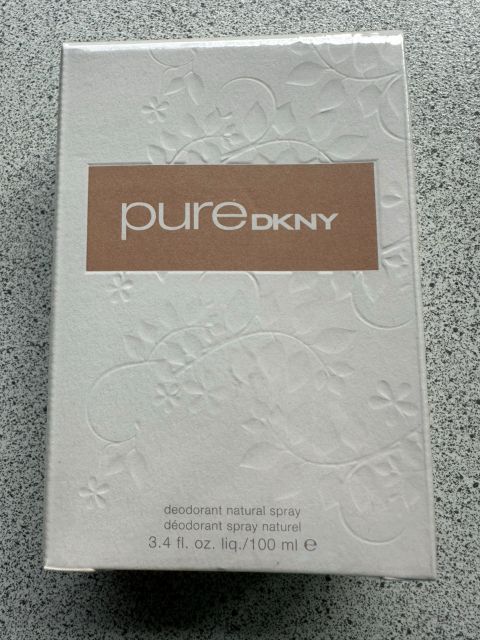 pureDKNY
deodorant natural spray
déodorant spray naturel
3.4 fl. oz. liq./100 ml ℮